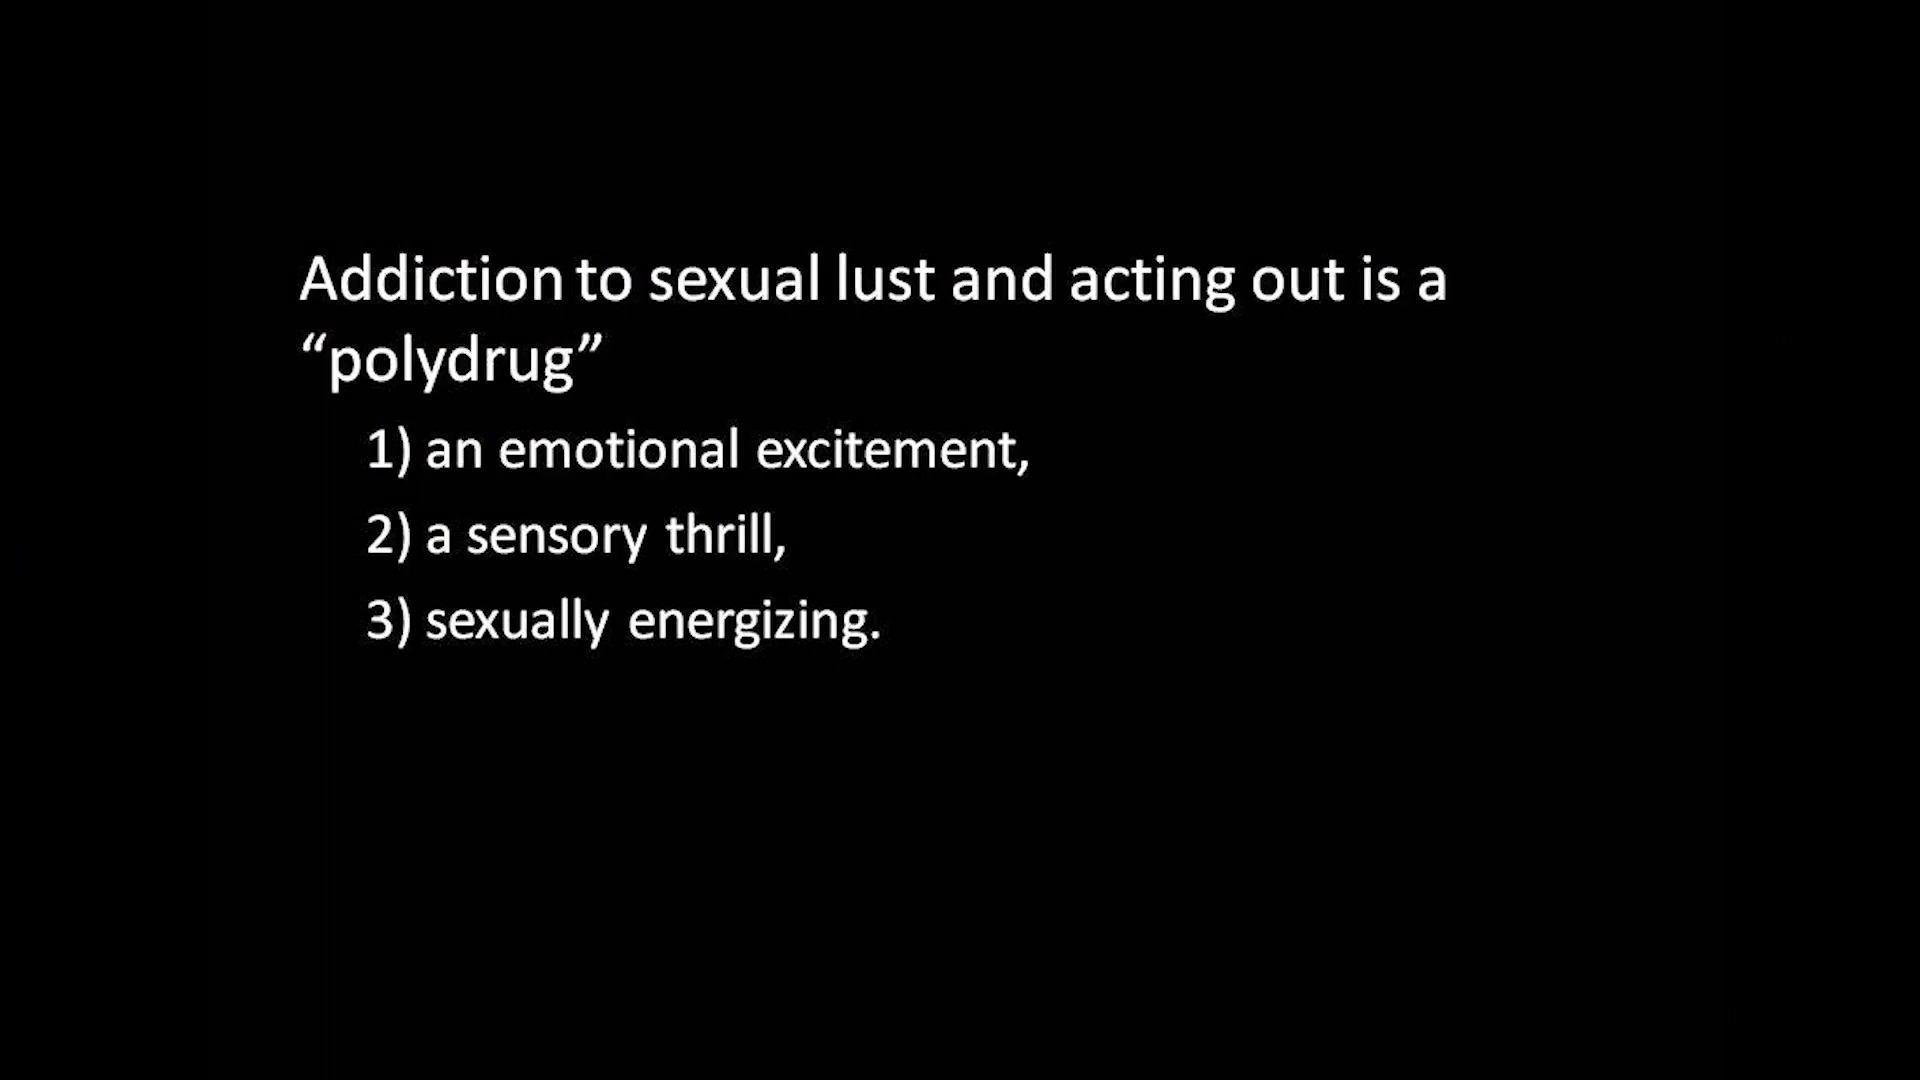 Addiction to sexual lust and acting out is a
“polydrug”
1) an emotional excitement,
2) a sensory thrill,
3) sexually energizing.